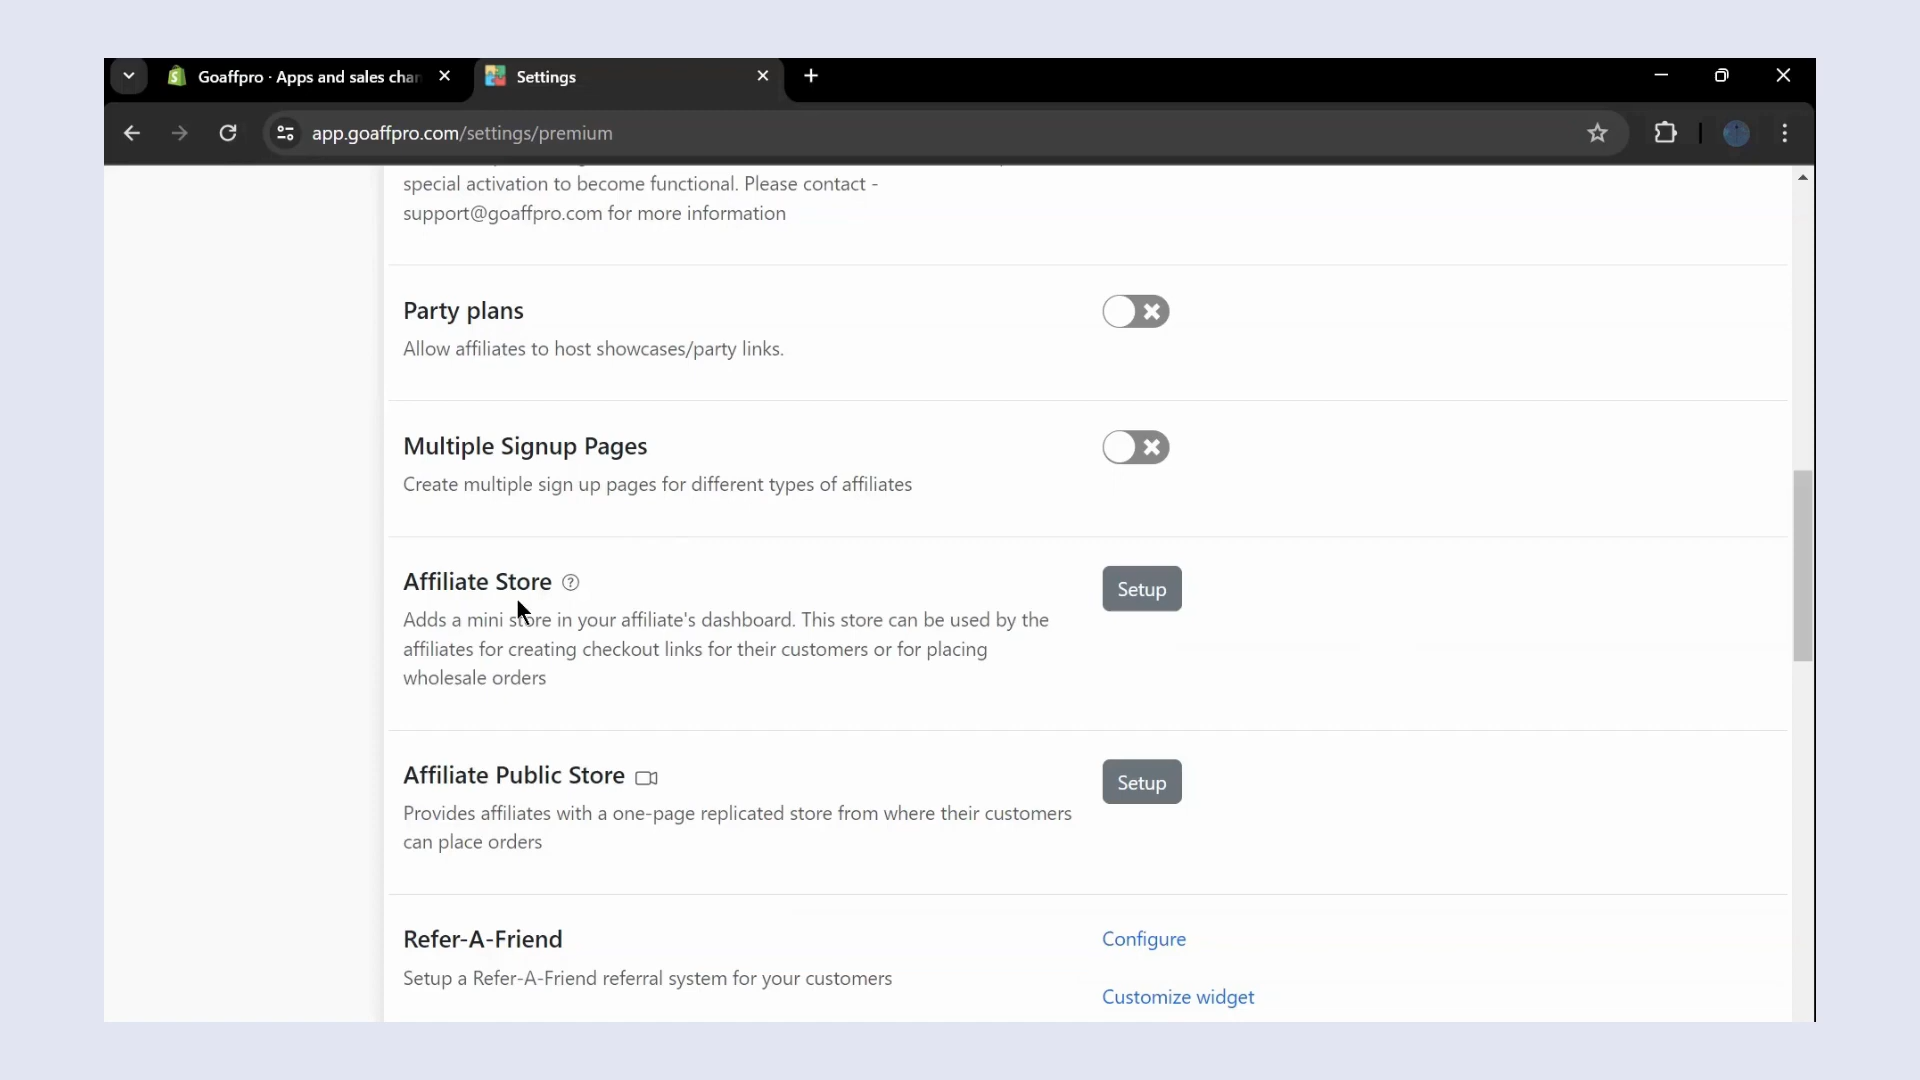 Goaffpro · Apps and sales chan
Settings
app.goaffpro.com/settings/premium
special activation to become functional. Please contact -
support@goaffpro.com for more information
Party plans
Allow affiliates to host showcases/party links.
Multiple Signup Pages
Create multiple sign up pages for different types of affiliates
Affiliate Store
Setup
Adds a mini store in your affiliate's dashboard. This store can be used by the
affiliates for creating checkout links for their customers or for placing
wholesale orders
Affiliate Public Store
Setup
Provides affiliates with a one-page replicated store from where their customers
can place orders
Refer-A-Friend
Configure
Setup a Refer-A-Friend referral system for your customers
Customize widget